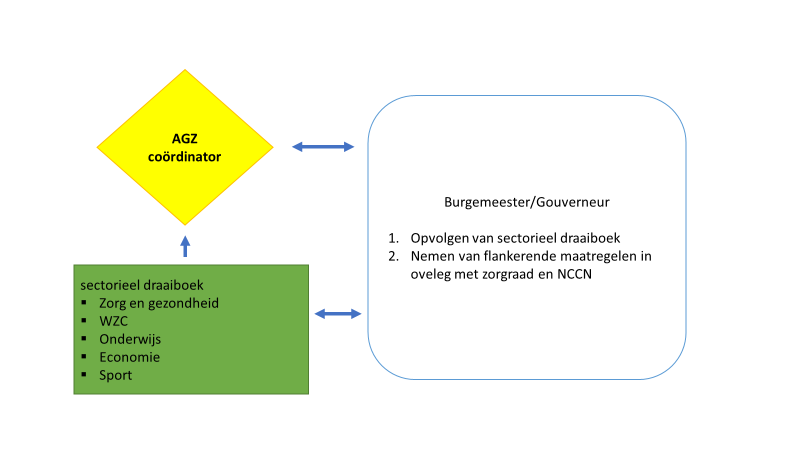 AGZ
coördinator
Burgemeester/Gouverneur
1. Opvolgen van sectorieel draaiboek
2. Nemen van flankerende maatregelen in
oveleg met zorgraad en NCCN
sectorieel draaiboek
▪ Zorg en gezondheid
▪ WZC
▪ Onderwijs
▪ Economie
▪ Sport